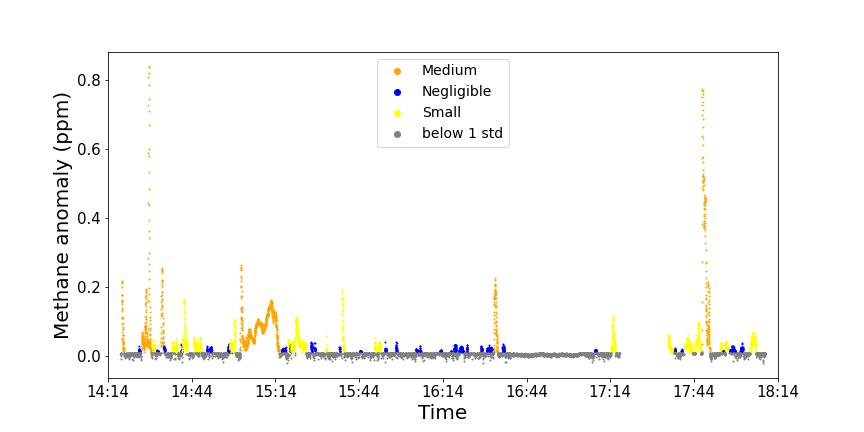 Medium
Negligible
Small
below 1 std
Methane anomaly (ppm)
0.8
0.6
0.4
0.2
0.0
14:14 14:44 15:14 15:44 16:14 16:44 17:14 17:44 18:14
Time